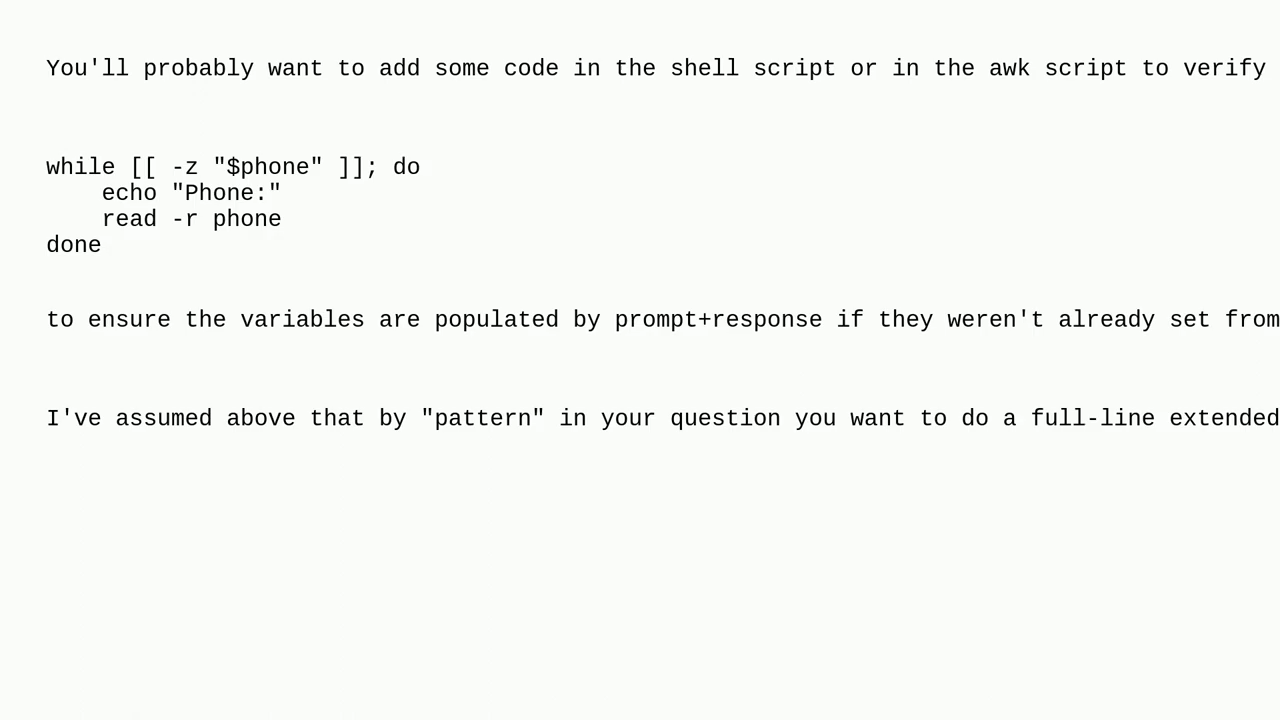 You'll probably want to add some code in the shell script or in the awk script to verify
while [[ -z "$phone" ]]; do
    echo "Phone:"
    read -r phone
done
to ensure the variables are populated by prompt+response if they weren't already set from
I've assumed above that by "pattern" in your question you want to do a full-line extended